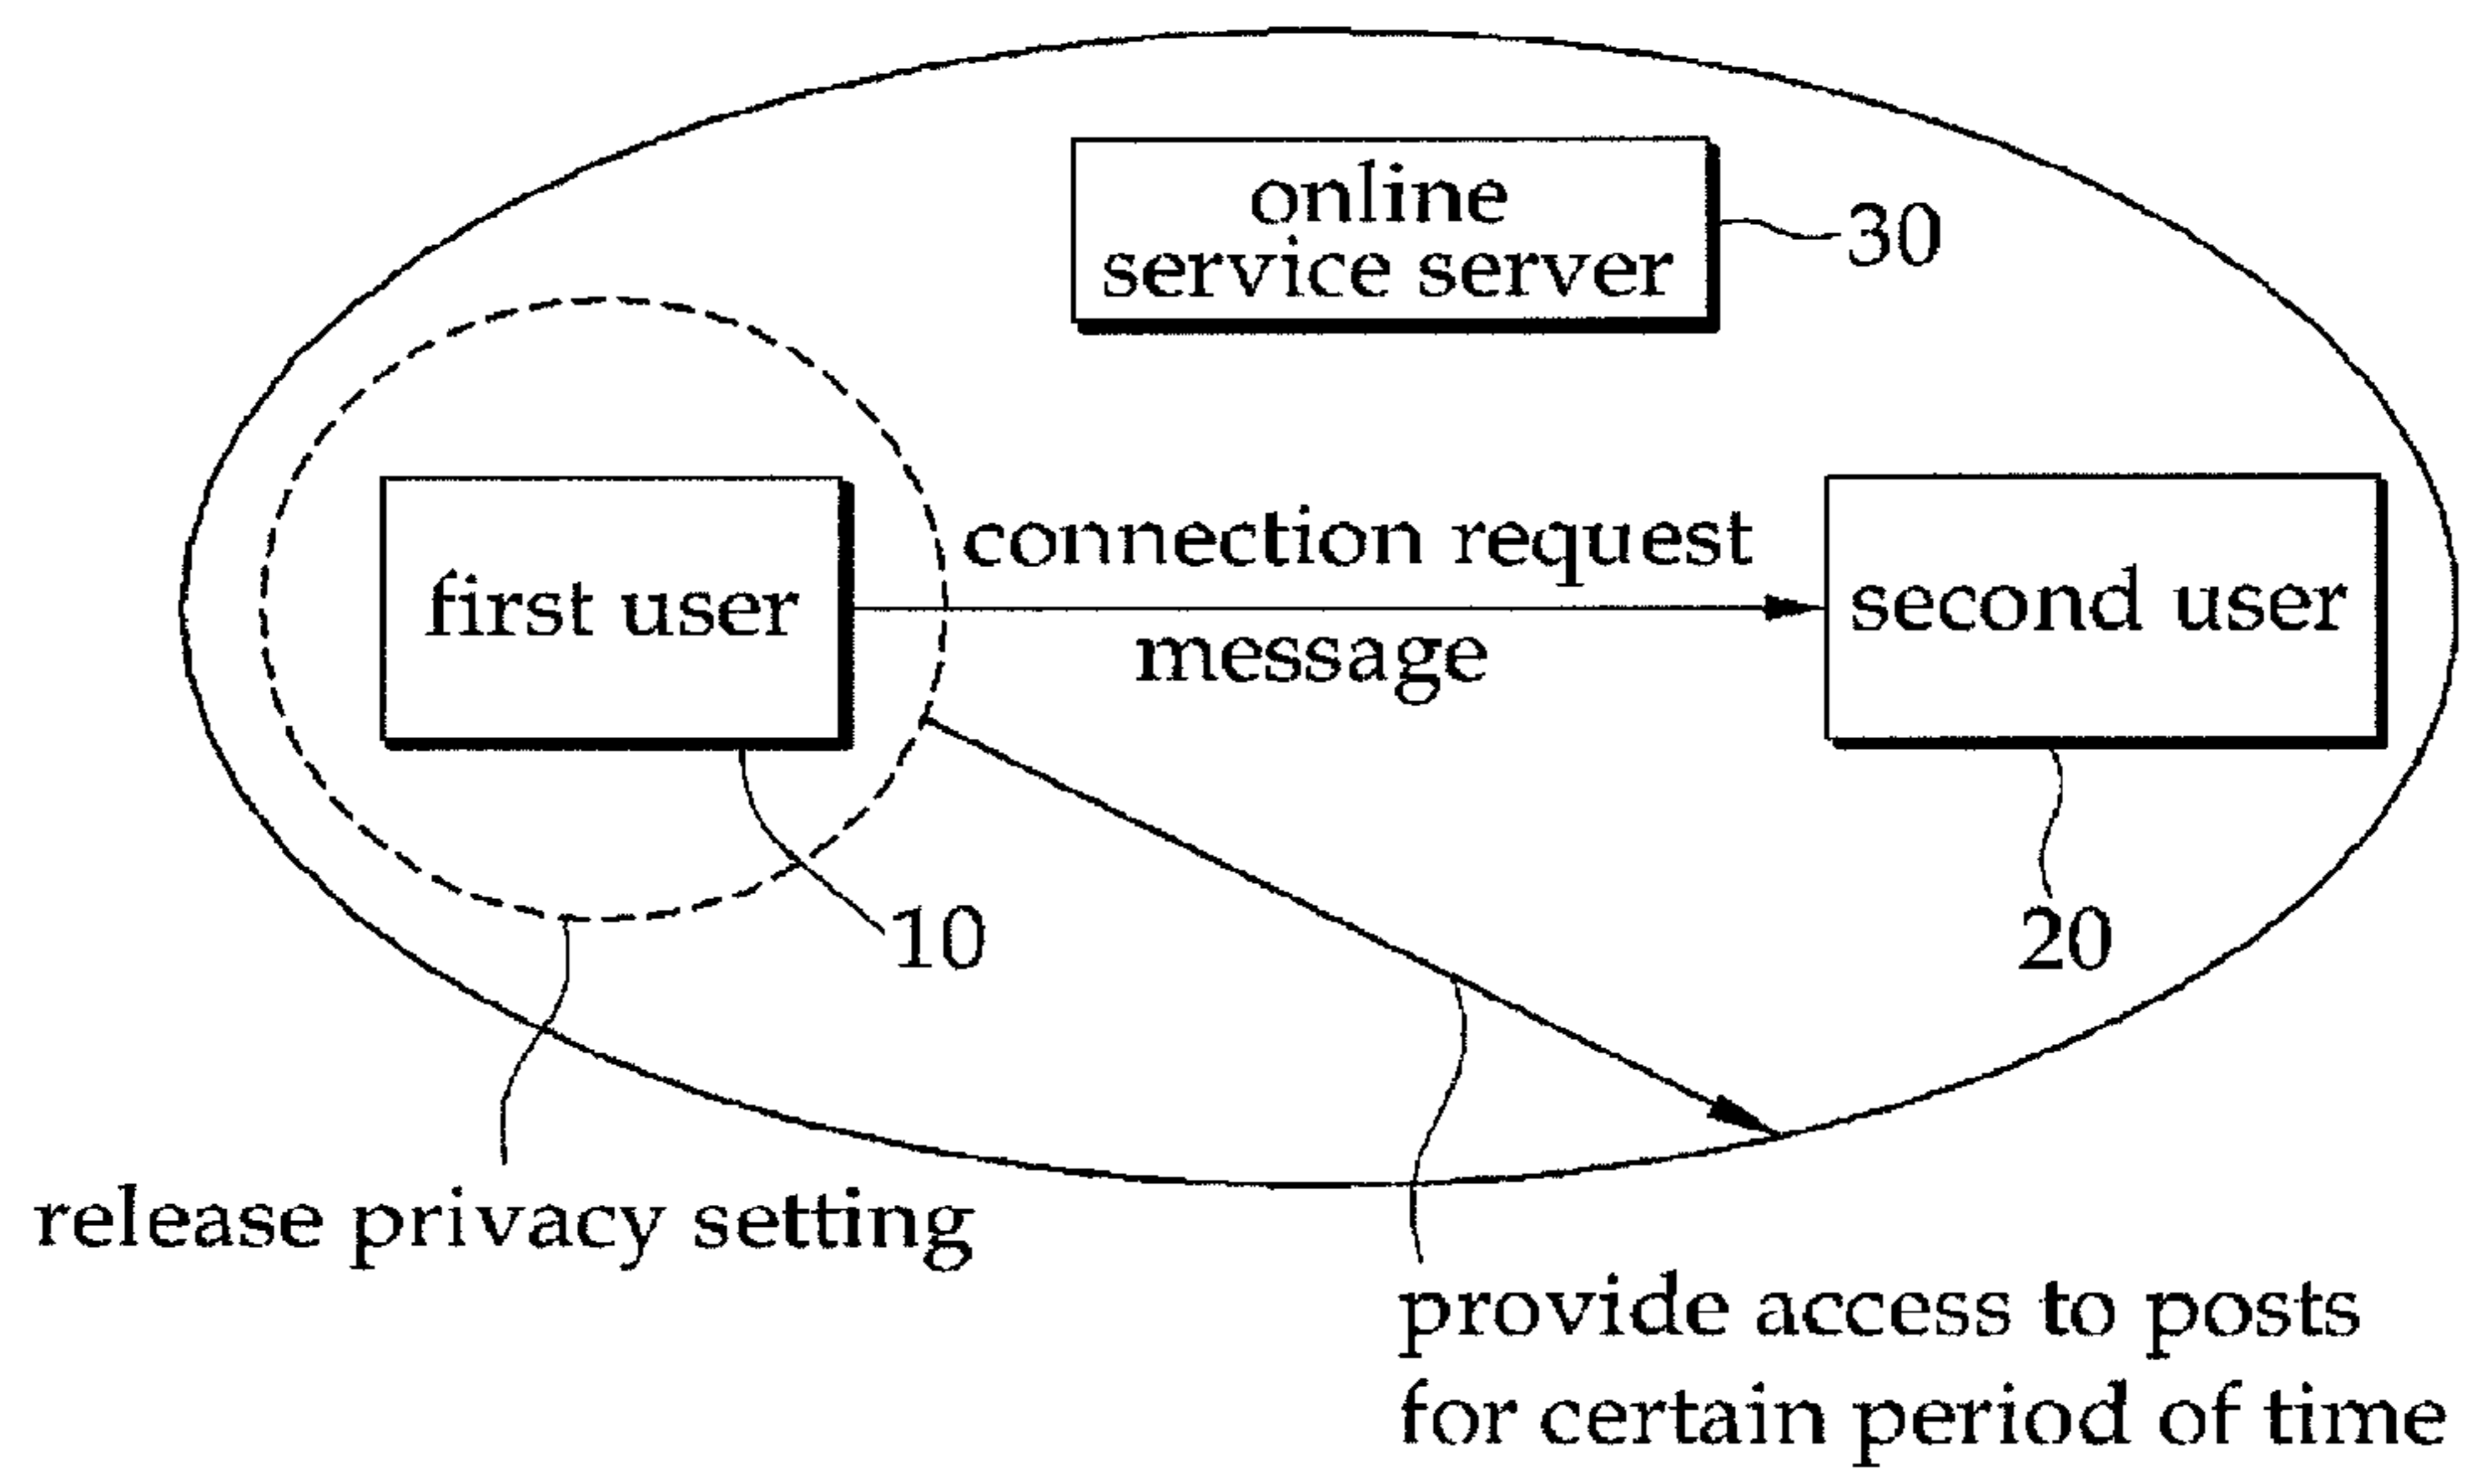 online
service server
30
connection request
first user
second user
message
10
20
release privacy setting
provide access to posts
for certain period of time